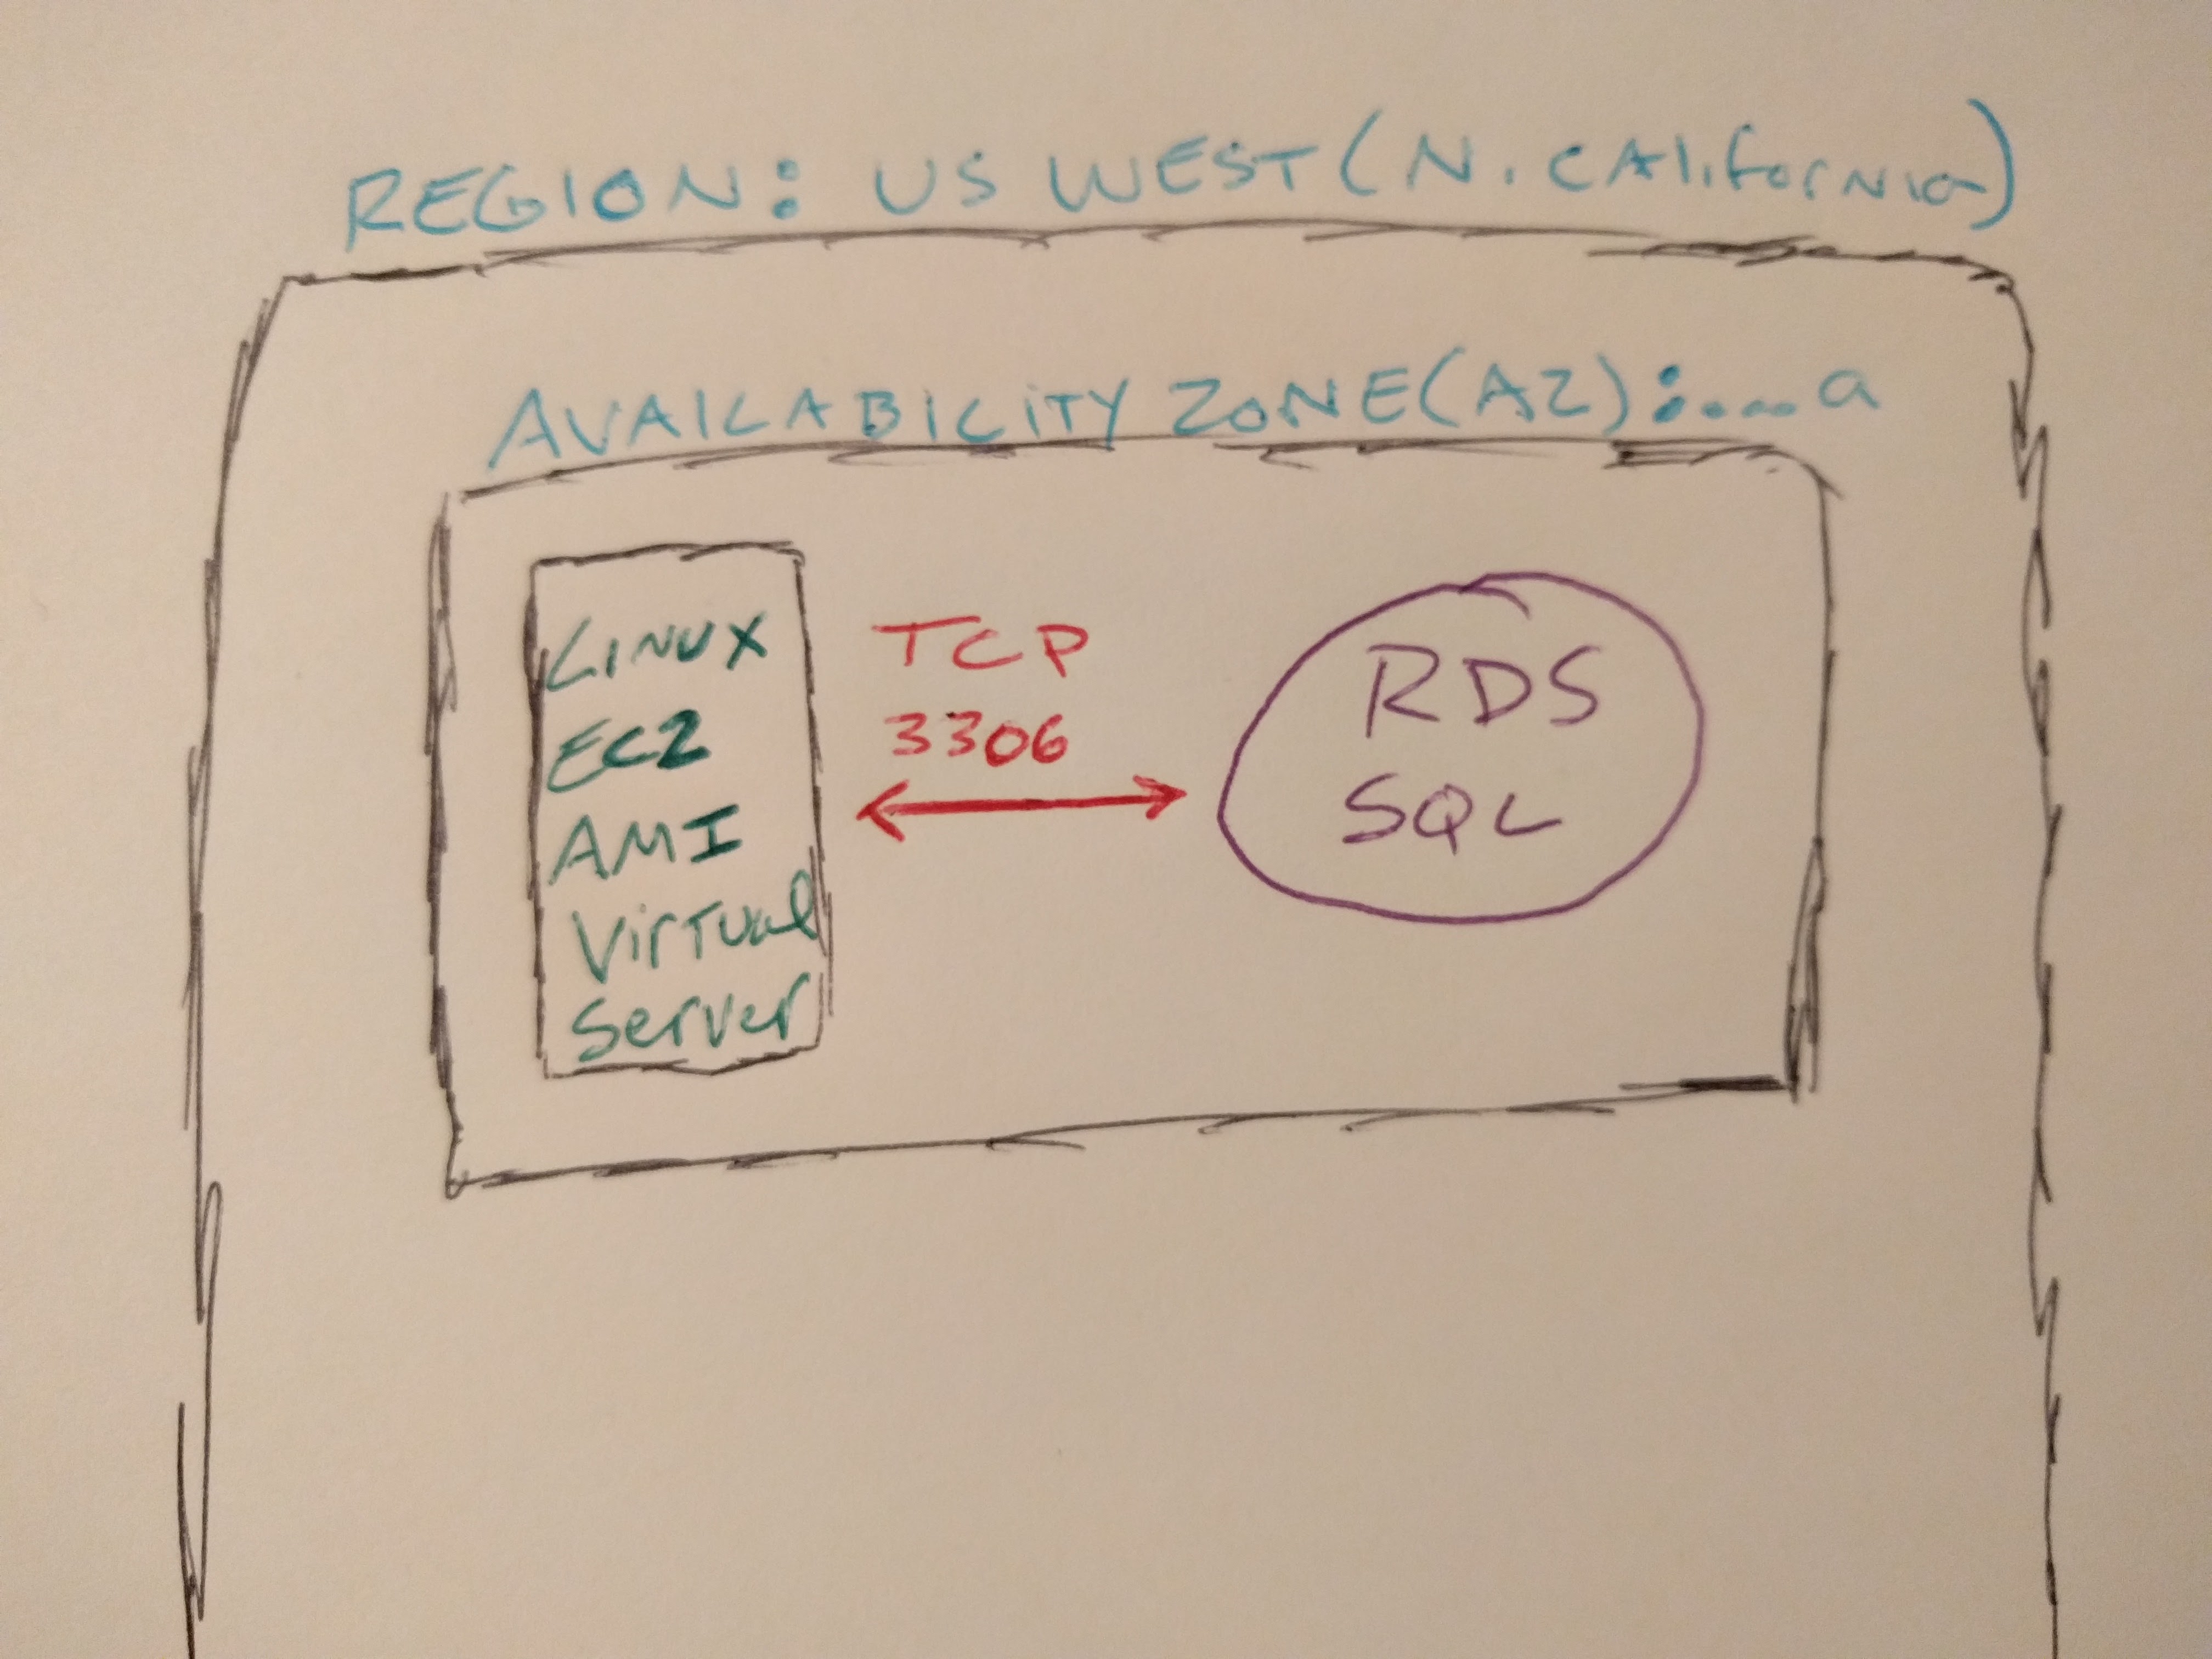 REGION: US WEST (N. CALifornia)
AVAILABILITY ZONE (AZ):....a
LINUX
EC2
AMI
Virtual
Server
TCP
3306
RDS
SQL